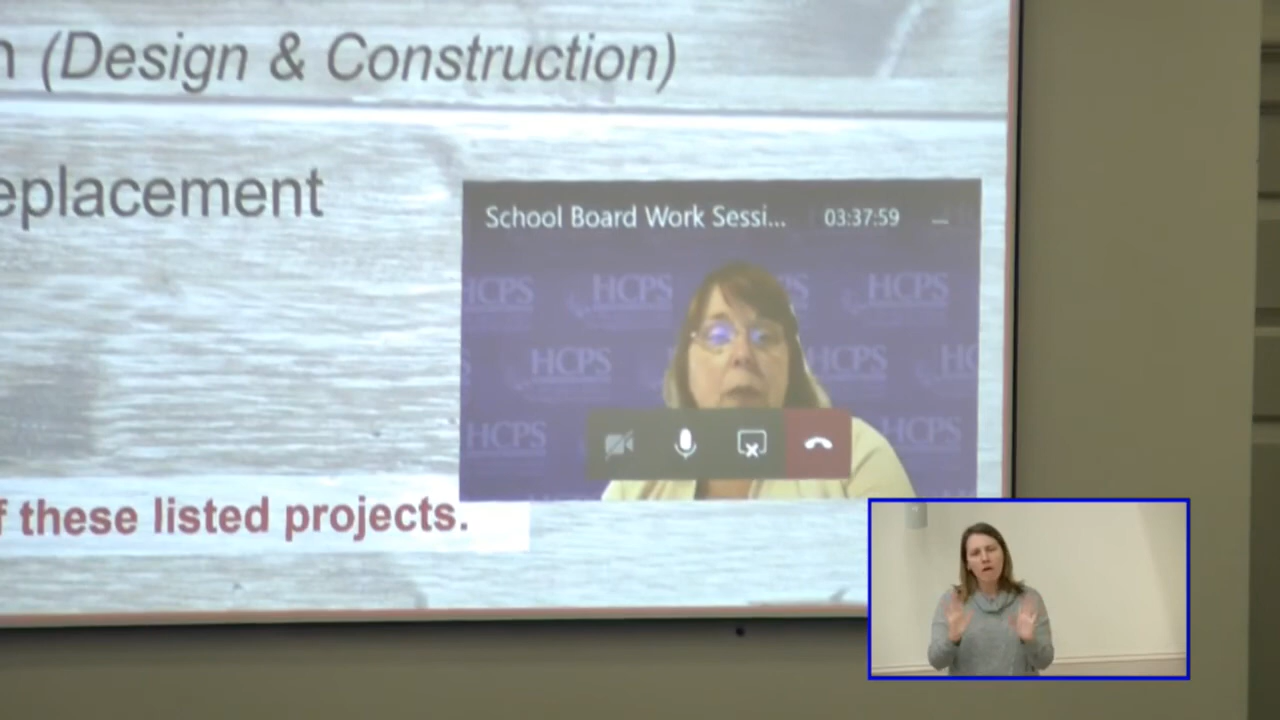 (Design & Construction)
eplacement
School Board Work Sessi... 03:37:59
HCPS HCPS HCPS
HCPS HCPS
HCPS HCPS
these listed projects.